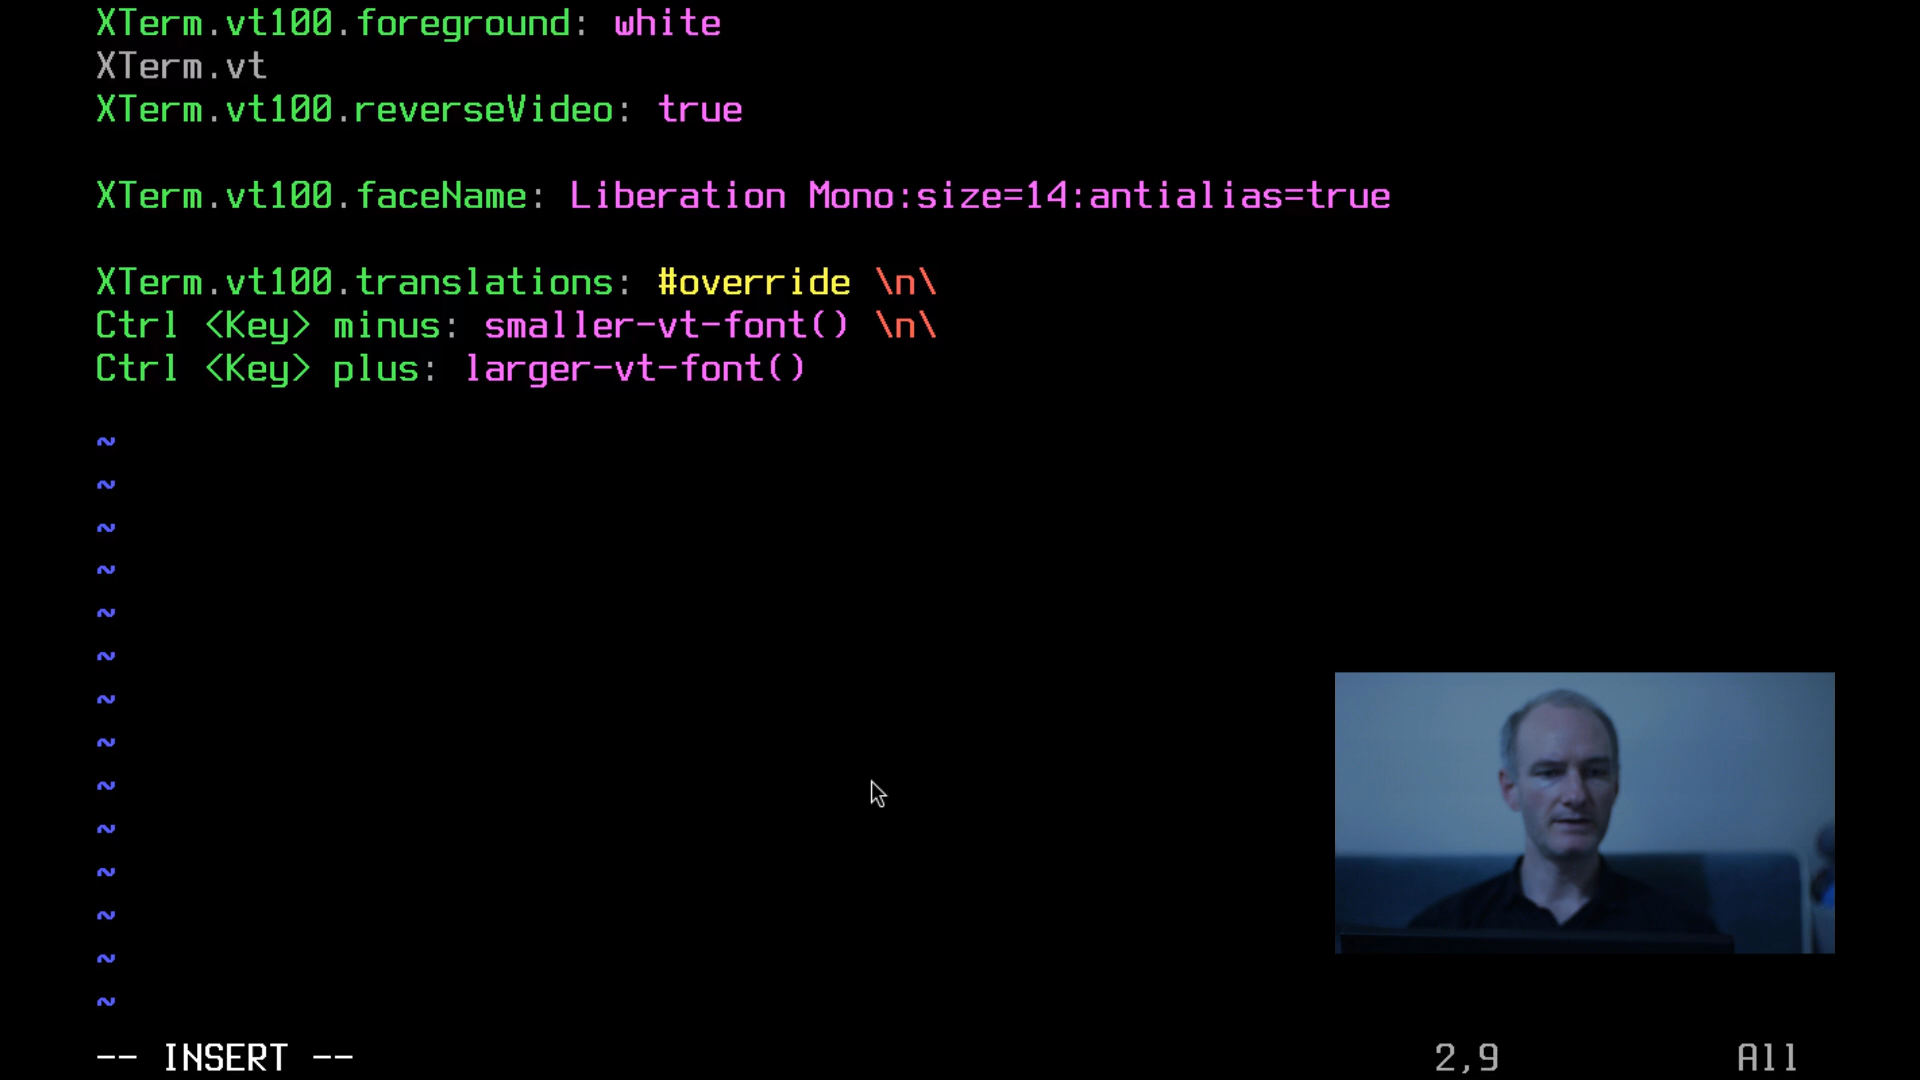 XTerm.vt100.foreground: white
XTerm.vt
XTerm.vt100.reverseVideo: true
XTerm.vt100.faceName: Liberation Mono:size=14:antialias=true
XTerm.vt100.translations: #override \n\
Ctrl <Key> minus: smaller-vt-font() \n\
Ctrl <Key> plus: larger-vt-font()
~
~
~
~
~
~
~
~
~
~
~
~
~
~
-- INSERT -- 2,9 All